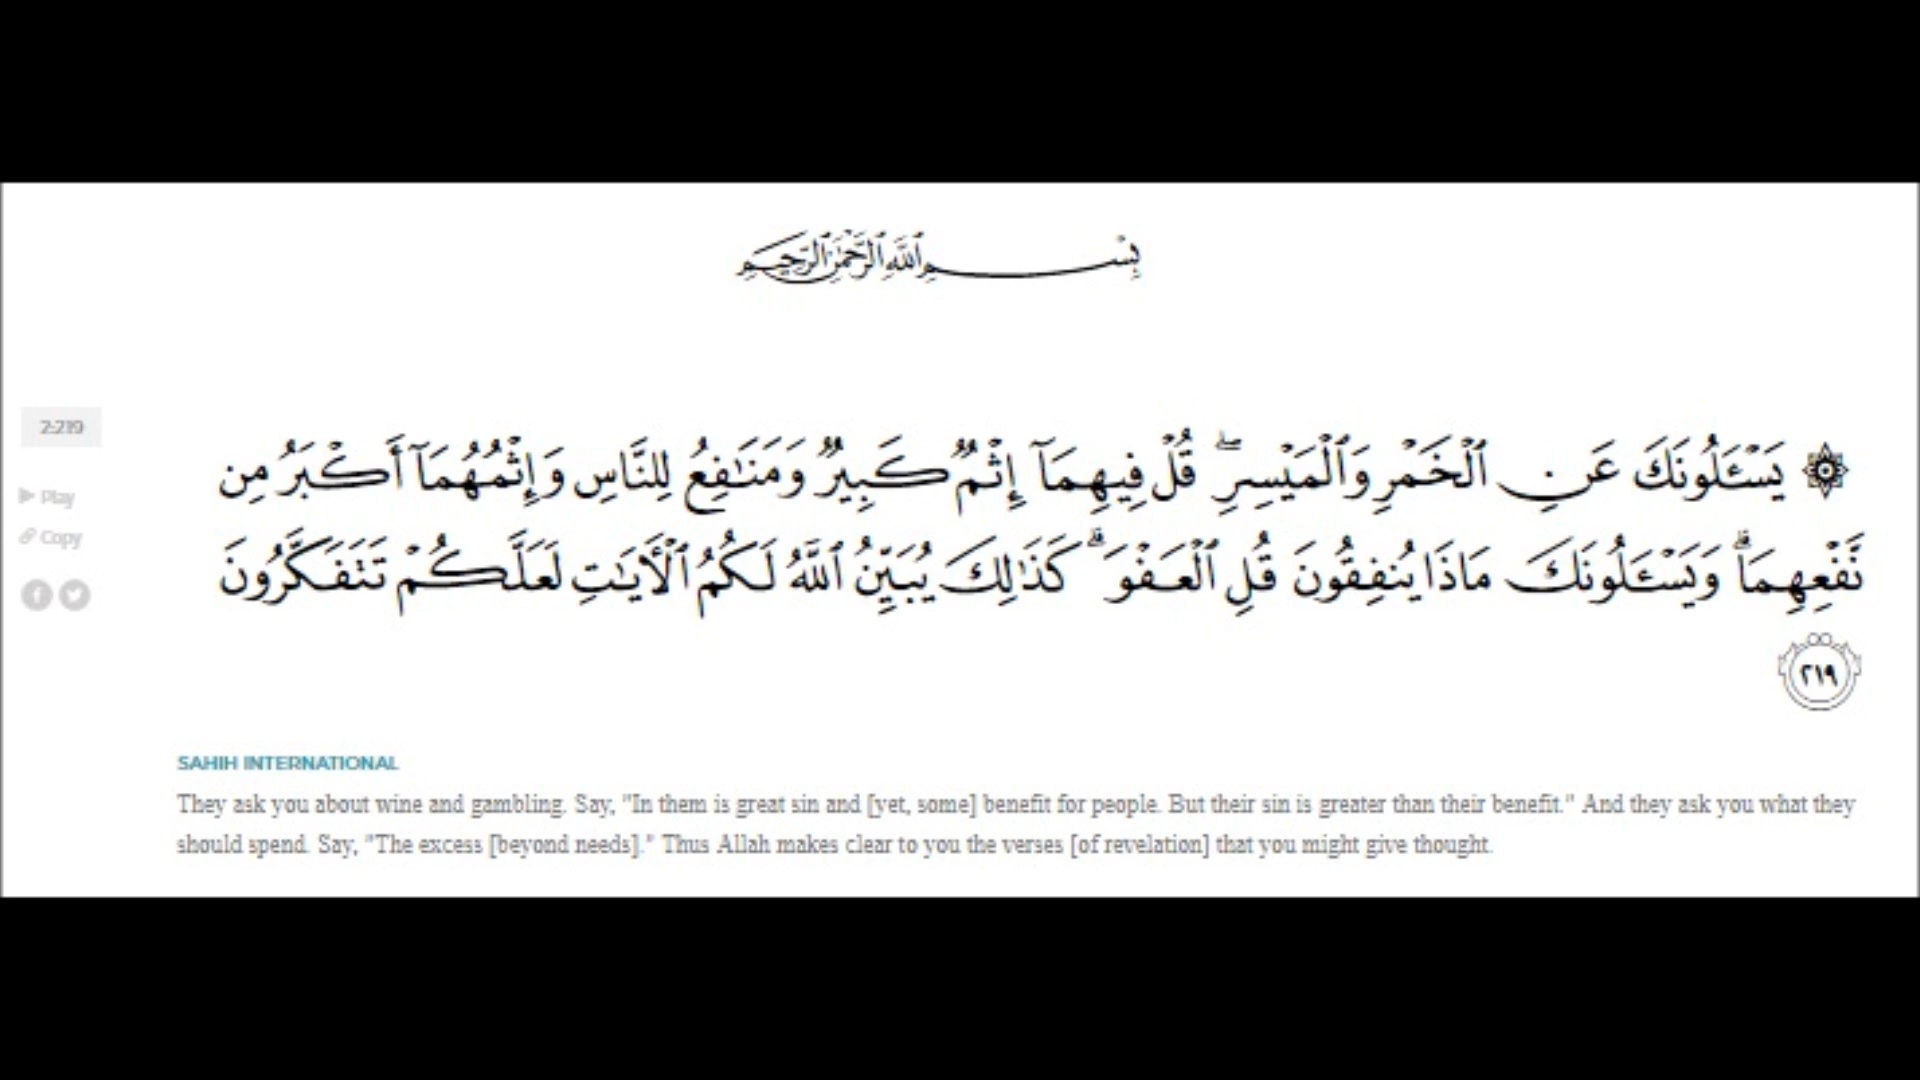 بِسْمِ ٱللَّهِ ٱلرَّحْمَٰنِ ٱلرَّحِيمِ
2:219
Play
Copy
۞ يَسْـَٔلُونَكَ عَنِ ٱلْخَمْرِ وَٱلْمَيْسِرِ ۖ قُلْ فِيهِمَآ إِثْمٌ كَبِيرٌ وَمَنَـٰفِعُ لِلنَّاسِ وَإِثْمُهُمَآ أَكْبَرُ مِن
نَّفْعِهِمَا ۗ وَيَسْـَٔلُونَكَ مَاذَا يُنفِقُونَ قُلِ ٱلْعَفْوَ ۗ كَذَٰلِكَ يُبَيِّنُ ٱللَّهُ لَكُمُ ٱلْـَٔايَـٰتِ لَعَلَّكُمْ تَتَفَكَّرُونَ
٢١٩
SAHIH INTERNATIONAL
They ask you about wine and gambling. Say, "In them is great sin and [yet, some] benefit for people. But their sin is greater than their benefit." And they ask you what they
should spend. Say, "The excess [beyond needs]." Thus Allah makes clear to you the verses [of revelation] that you might give thought.